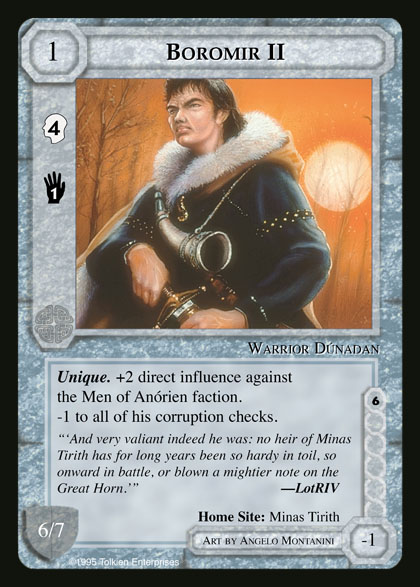 1
BOROMIR II
4
1
WARRIOR DÚNADAN
Unique. +2 direct influence against
the Men of Anórien faction.
-1 to all of his corruption checks.
6
“‘And very valiant indeed he was: no heir of Minas
Tirith has for long years been so hardy in toil, so
onward in battle, or blown a mightier note on the
Great Horn.’” —LotRIV
Home Site: Minas Tirith
6/7
ART BY ANGELO MONTANINI
-1
©1995 Tolkien Enterprises